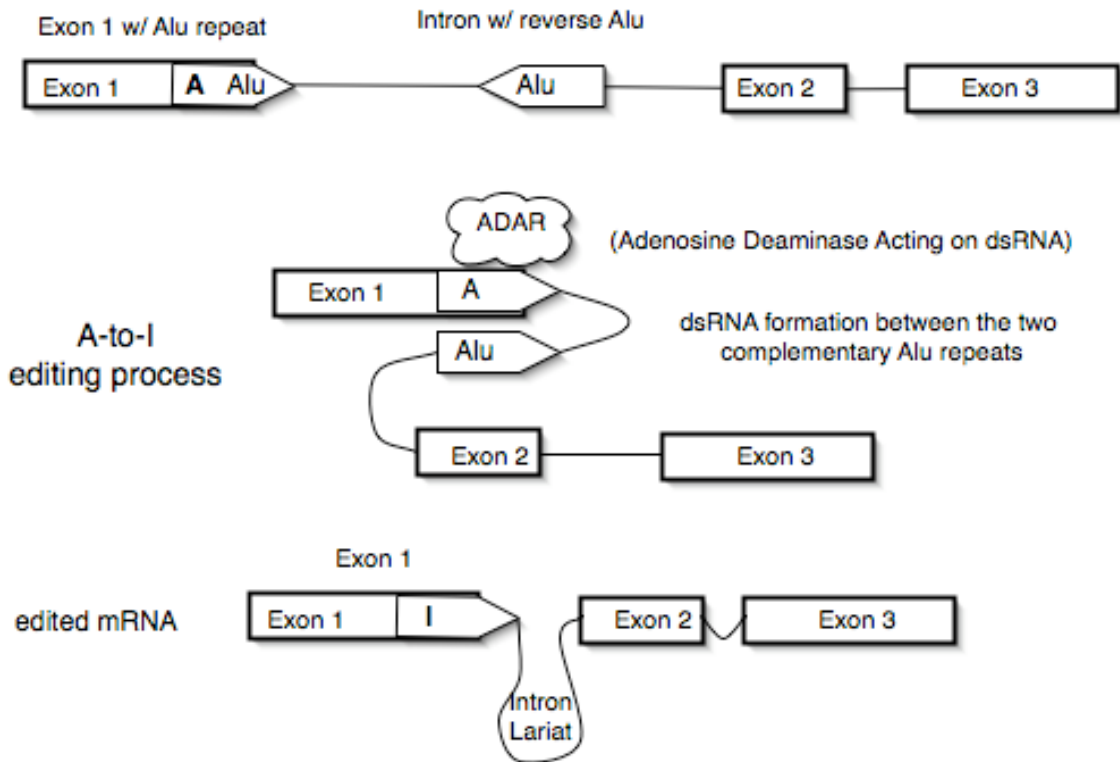 Exon 1 w/ Alu repeat
Intron w/ reverse Alu
Exon 1
A Alu
Alu
Exon 2
Exon 3
ADAR
(Adenosine Deaminase Acting on dsRNA)
Exon 1
A
A-to-I
editing process
Alu
dsRNA formation between the two
complementary Alu repeats
Exon 2
Exon 3
Exon 1
edited mRNA
Exon 1
I
Exon 2
Exon 3
Intron
Lariat